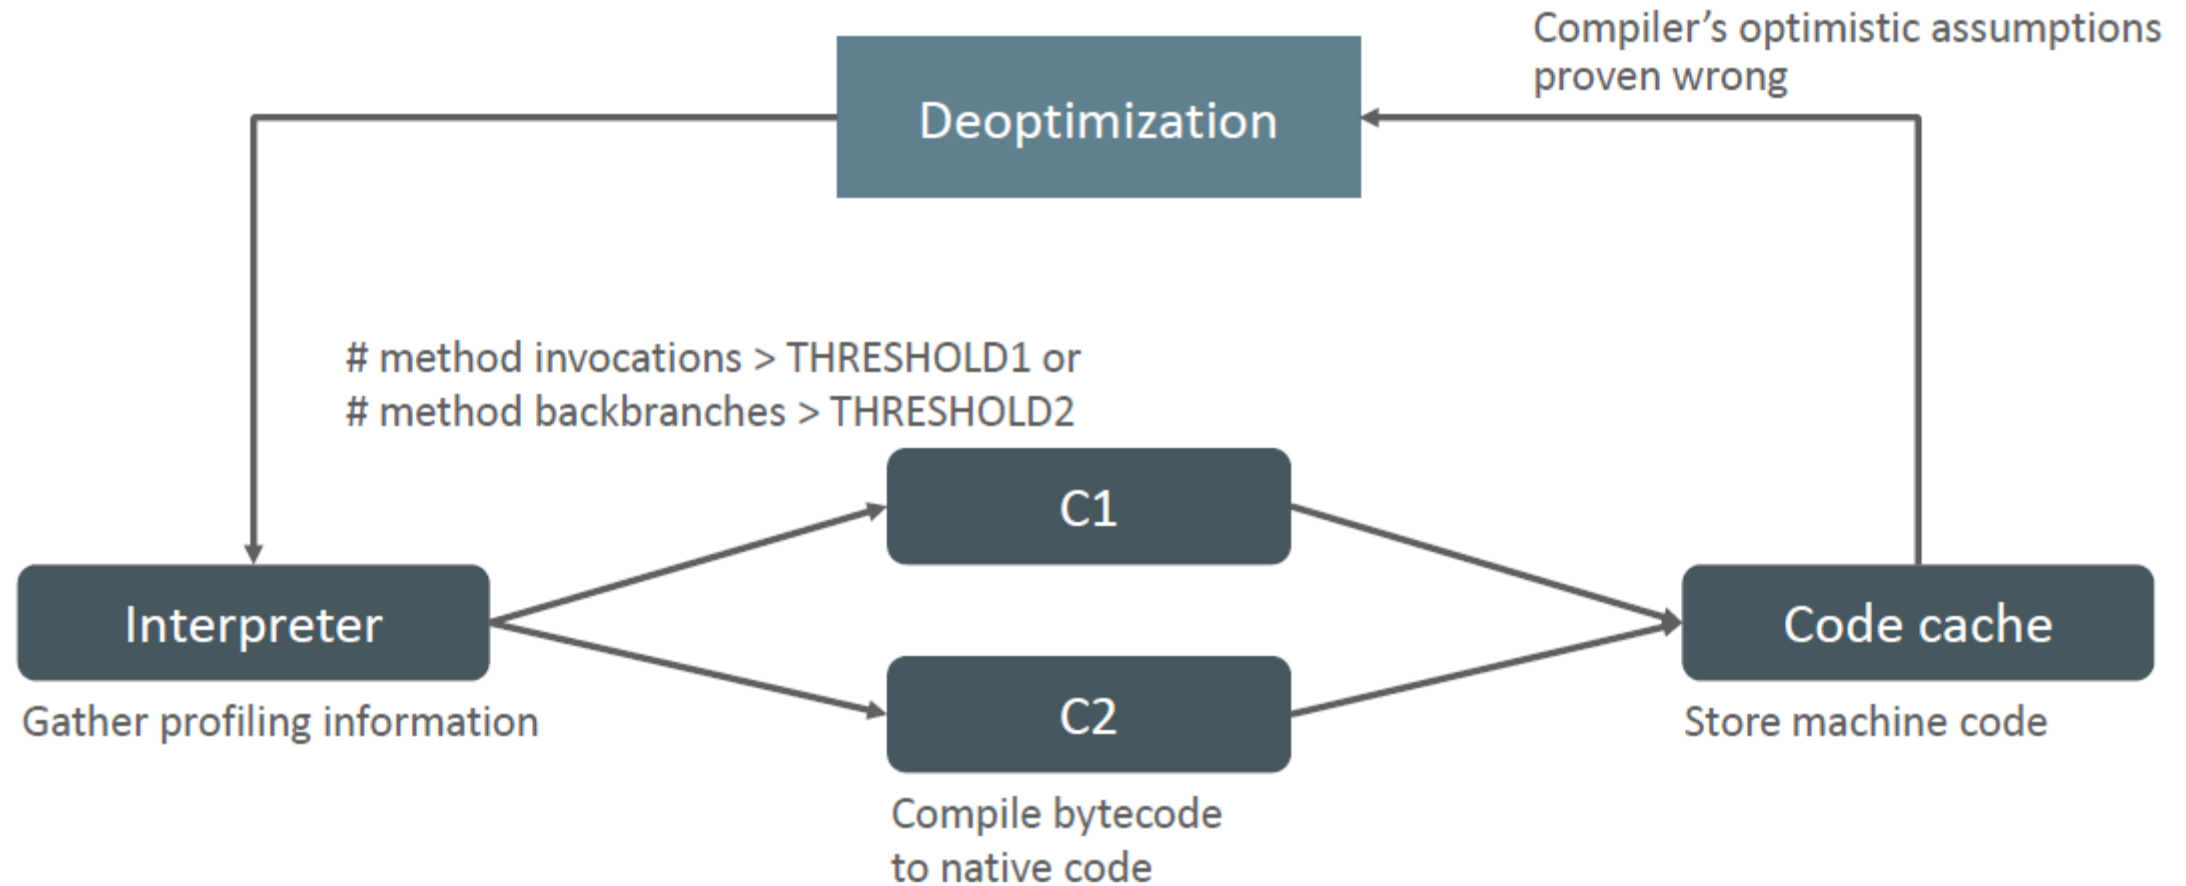 Compiler’s optimistic assumptions
proven wrong
Deoptimization
# method invocations > THRESHOLD1 or
# method backbranches > THRESHOLD2
C1
Interpreter
Code cache
Gather profiling information
C2
Store machine code
Compile bytecode
to native code